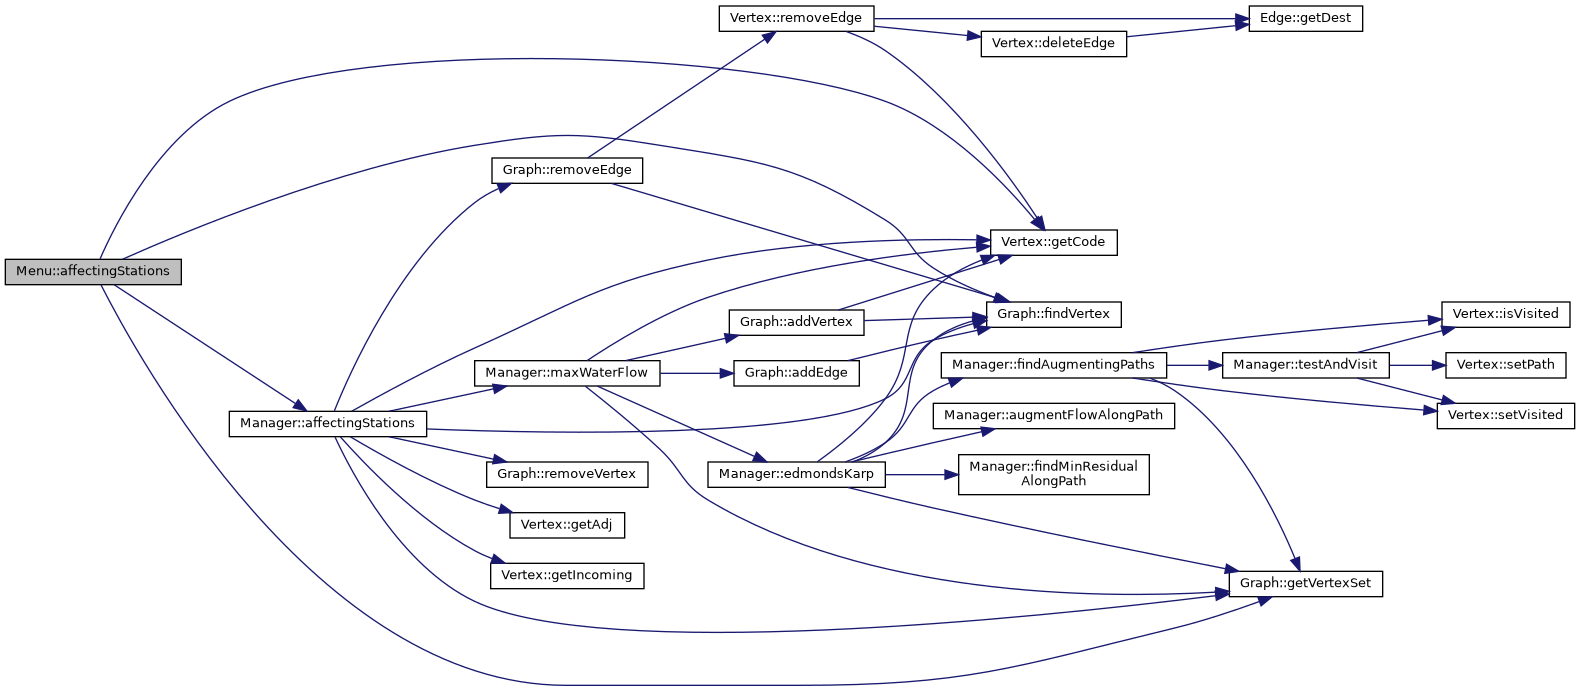 Menu::affectingStations
Manager::affectingStations
Graph::removeEdge
Manager::maxWaterFlow
Graph::removeVertex
Vertex::getAdj
Vertex::getIncoming
Vertex::removeEdge
Graph::addVertex
Graph::addEdge
Manager::edmondsKarp
Vertex::deleteEdge
Vertex::getCode
Graph::findVertex
Manager::findAugmentingPaths
Manager::augmentFlowAlongPath
Manager::findMinResidual
AlongPath
Edge::getDest
Manager::testAndVisit
Graph::getVertexSet
Vertex::isVisited
Vertex::setPath
Vertex::setVisited